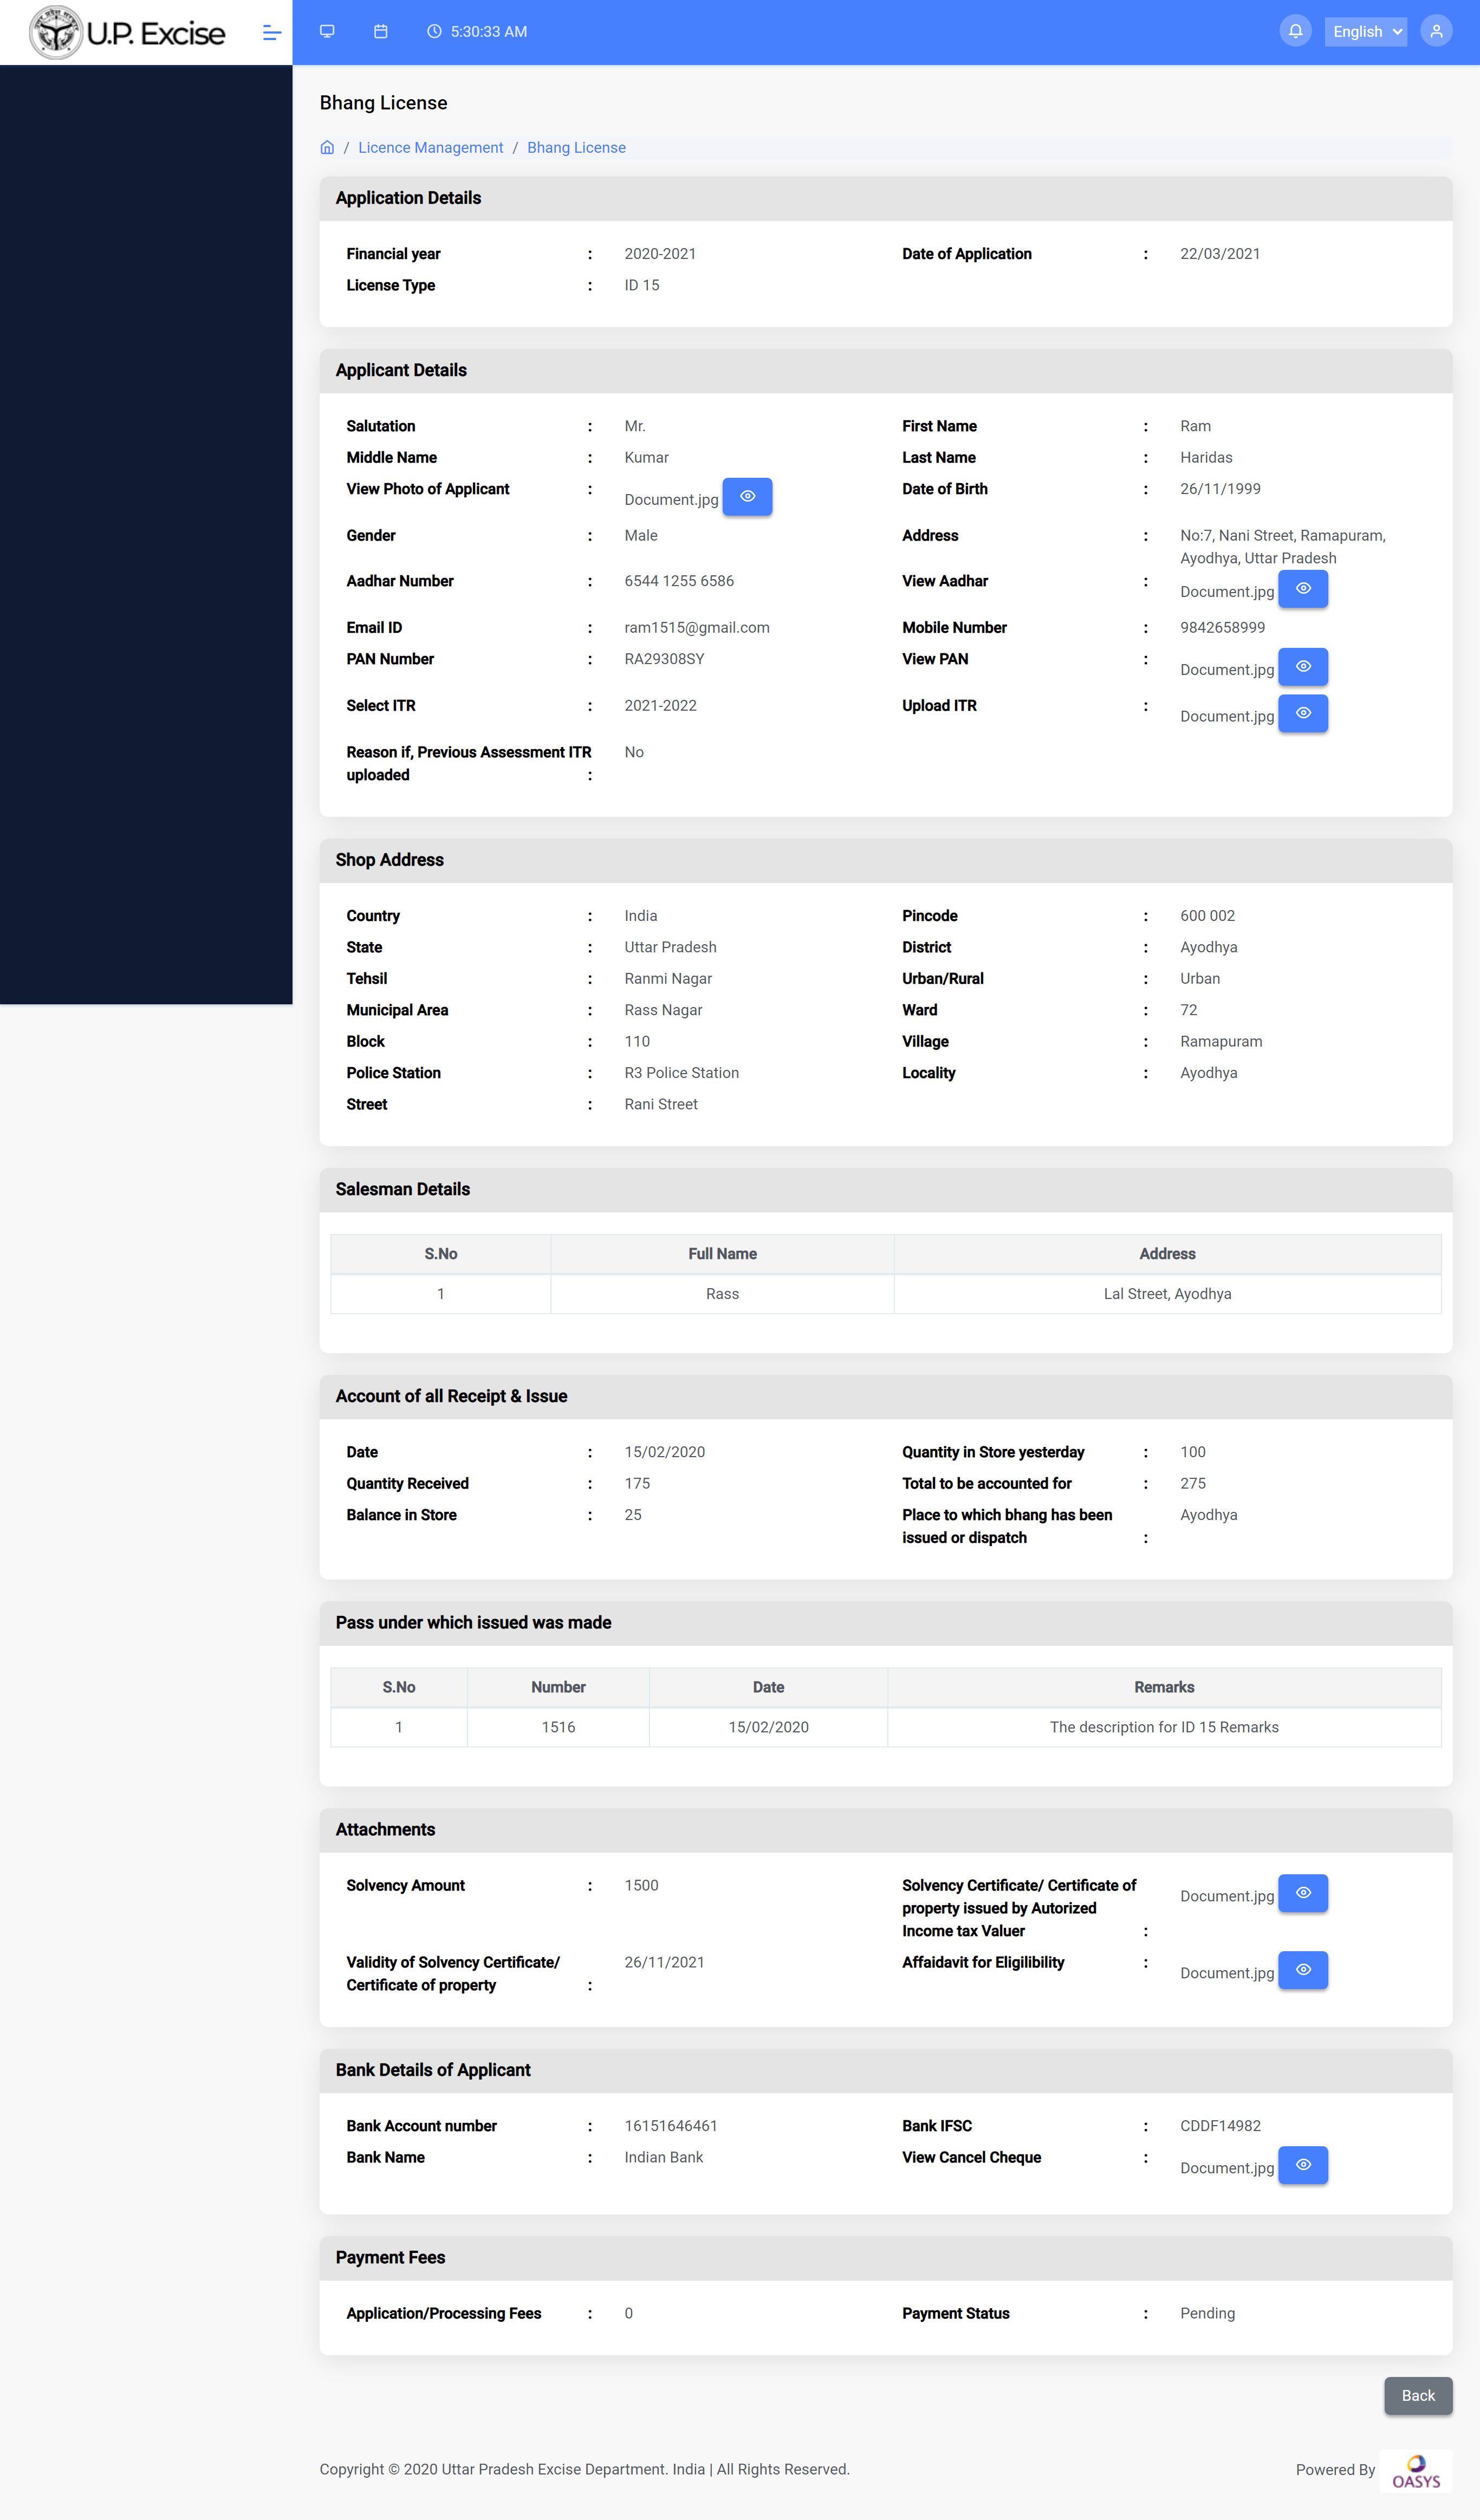 U.P. Excise
5:30:33 AM
English
Bhang License
/ Licence Management / Bhang License
Application Details
Financial year : 2020-2021 Date of Application : 22/03/2021
License Type : ID 15
Applicant Details
Salutation : Mr. First Name : Ram
Middle Name : Kumar Last Name : Haridas
View Photo of Applicant : Document.jpg Date of Birth : 26/11/1999
Gender : Male Address : No:7, Nani Street, Ramapuram,
Ayodhya, Uttar Pradesh
Aadhar Number : 6544 1255 6586 View Aadhar : Document.jpg
Email ID : ram1515@gmail.com Mobile Number : 9842658999
PAN Number : RA29308SY View PAN : Document.jpg
Select ITR : 2021-2022 Upload ITR : Document.jpg
Reason if, Previous Assessment ITR No
uploaded :
Shop Address
Country : India Pincode : 600 002
State : Uttar Pradesh District : Ayodhya
Tehsil : Ranmi Nagar Urban/Rural : Urban
Municipal Area : Rass Nagar Ward : 72
Block : 110 Village : Ramapuram
Police Station : R3 Police Station Locality : Ayodhya
Street : Rani Street
Salesman Details
S.No Full Name Address
1 Rass Lal Street, Ayodhya
Account of all Receipt & Issue
Date : 15/02/2020 Quantity in Store yesterday : 100
Quantity Received : 175 Total to be accounted for : 275
Balance in Store : 25 Place to which bhang has been Ayodhya
issued or dispatch :
Pass under which issued was made
S.No Number Date Remarks
1 1516 15/02/2020 The description for ID 15 Remarks
Attachments
Solvency Amount : 1500 Solvency Certificate/ Certificate of Document.jpg
property issued by Autorized
Income tax Valuer :
Validity of Solvency Certificate/ 26/11/2021 Affaidavit for Eligilibility : Document.jpg
Certificate of property :
Bank Details of Applicant
Bank Account number : 16151646461 Bank IFSC : CDDF14982
Bank Name : Indian Bank View Cancel Cheque : Document.jpg
Payment Fees
Application/Processing Fees : 0 Payment Status : Pending
Back
Copyright © 2020 Uttar Pradesh Excise Department. India | All Rights Reserved. Powered By OASYS